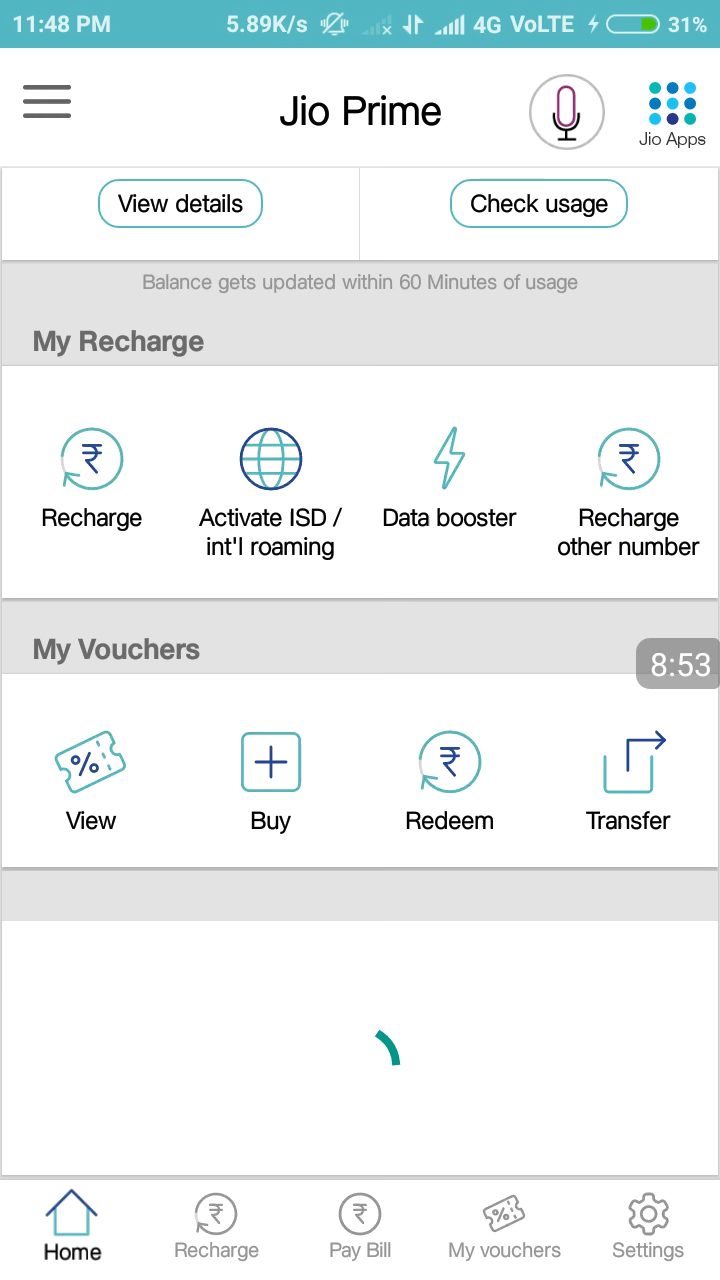 11:48 PM 5.89K/s 4G VoLTE 31%
Jio Prime
Jio Apps
View details Check usage
Balance gets updated within 60 Minutes of usage
My Recharge
₹ ₹
Recharge Activate ISD / Data booster Recharge
int'l roaming other number
My Vouchers
8:53
% ₹
View Buy Redeem Transfer
₹ ₹ %
Home Recharge Pay Bill My vouchers Settings